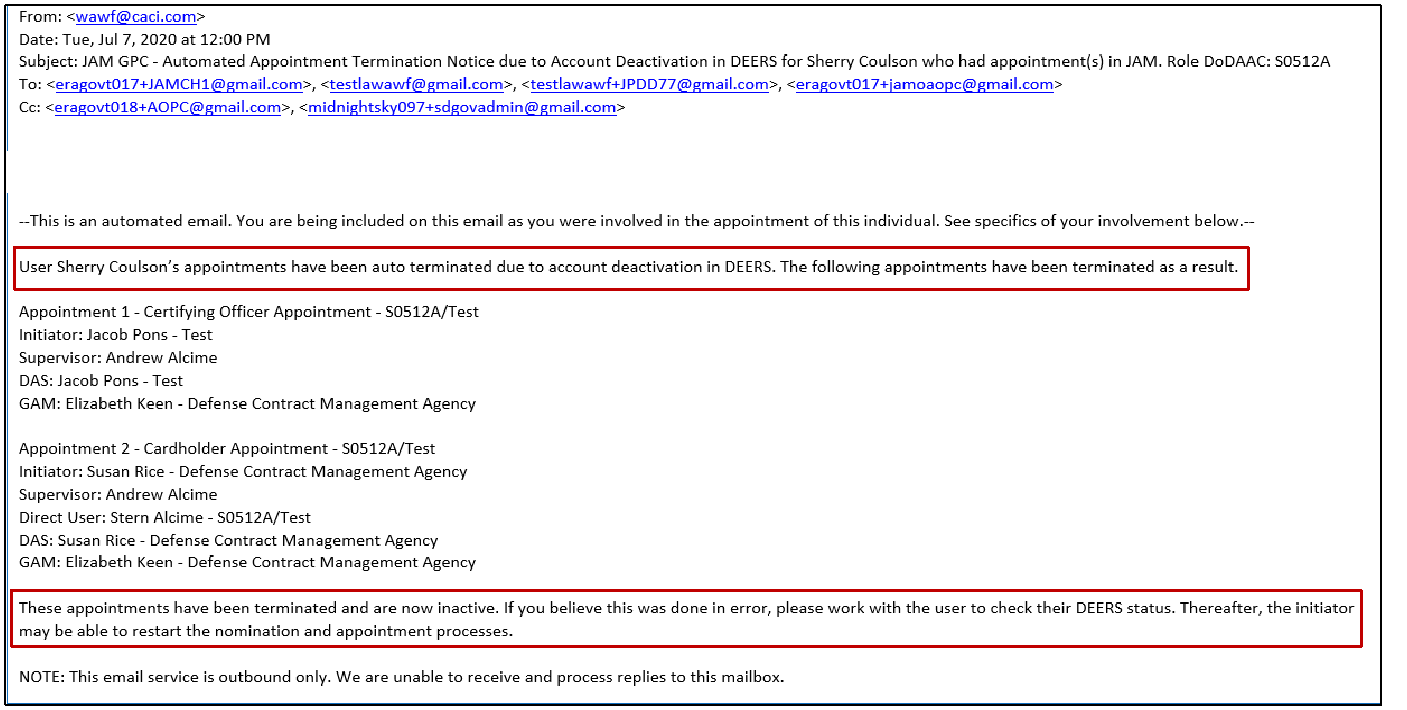 From: <wawf@caci.com>
Date: Tue, Jul 7, 2020 at 12:00 PM
Subject: JAM GPC - Automated Appointment Termination Notice due to Account Deactivation in DEERS for Sherry Coulson who had appointment(s) in JAM. Role DoDAAC: S0512A
To: <eragovt017+JAMCH1@gmail.com>, <testlawawf@gmail.com>, <testlawawf+JPDD77@gmail.com>, <eragovt017+jamoaopc@gmail.com>
Cc: <eragovt018+AOPC@gmail.com>, <midnightsky097+sdgovadmin@gmail.com>
--This is an automated email. You are being included on this email as you were involved in the appointment of this individual. See specifics of your involvement below.--
User Sherry Coulson’s appointments have been auto terminated due to account deactivation in DEERS. The following appointments have been terminated as a result.
Appointment 1 - Certifying Officer Appointment - S0512A/Test
Initiator: Jacob Pons - Test
Supervisor: Andrew Alcime
DAS: Jacob Pons - Test
GAM: Elizabeth Keen - Defense Contract Management Agency
Appointment 2 - Cardholder Appointment - S0512A/Test
Initiator: Susan Rice - Defense Contract Management Agency
Supervisor: Andrew Alcime
Direct User: Stern Alcime - S0512A/Test
DAS: Susan Rice - Defense Contract Management Agency
GAM: Elizabeth Keen - Defense Contract Management Agency
These appointments have been terminated and are now inactive. If you believe this was done in error, please work with the user to check their DEERS status. Thereafter, the initiator
may be able to restart the nomination and appointment processes.
NOTE: This email service is outbound only. We are unable to receive and process replies to this mailbox.